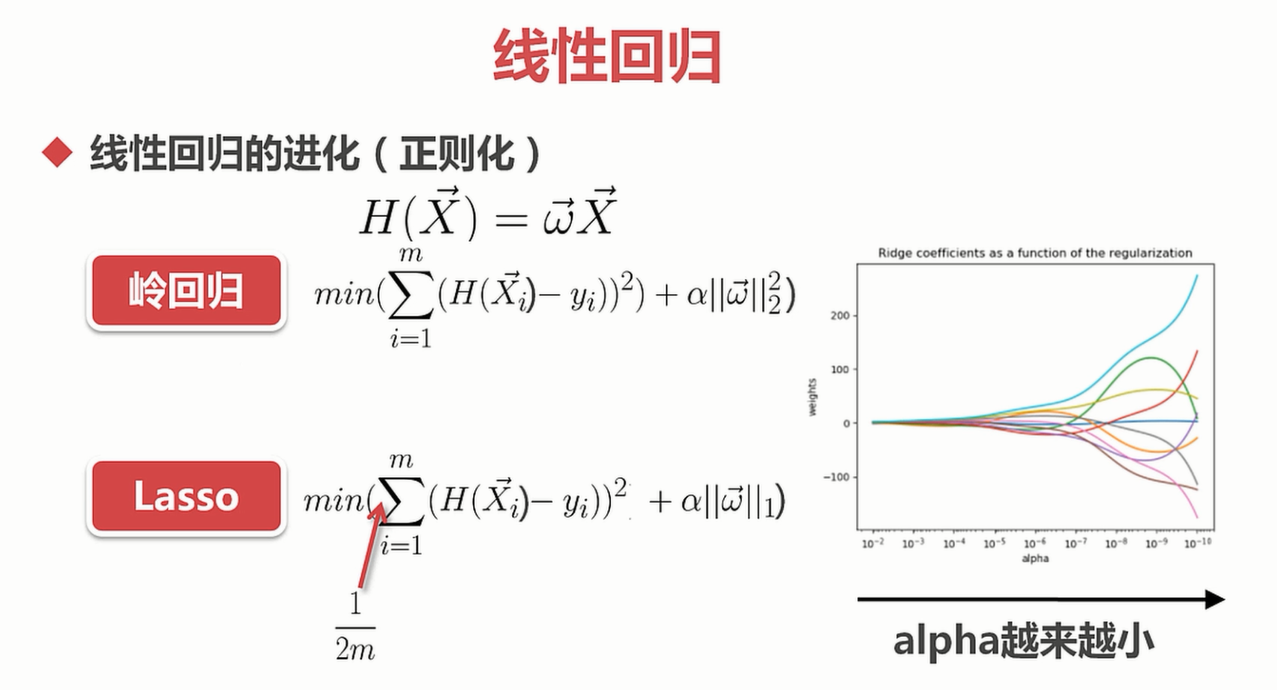 线性回归
线性回归的进化（正则化）
$H(\vec{X}) = \vec{\omega}\vec{X}$
岭回归
$min(\sum_{i=1}^{m}(H(\vec{X_i}) - y_i))^2) + \alpha||\vec{\omega}||_2^2)$
Lasso
$min(\sum_{i=1}^{m}(H(\vec{X_i}) - y_i))^2 + \alpha||\vec{\omega}||_1)$
$\frac{1}{2m}$
Ridge coefficients as a function of the regularization
weights
200
100
0
−100
$10^{-2}$ $10^{-3}$ $10^{-4}$ $10^{-5}$ $10^{-6}$ $10^{-7}$ $10^{-8}$ $10^{-9}$ $10^{-10}$
alpha
alpha越来越小